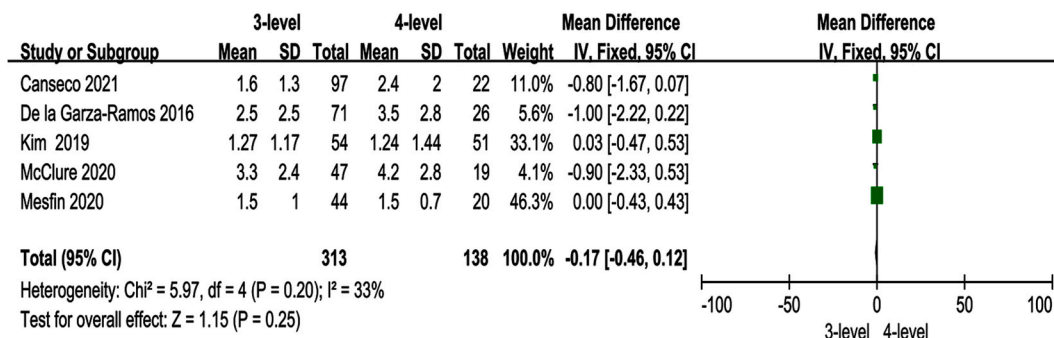 3-level 4-level Mean Difference Mean Difference
Study or Subgroup Mean SD Total Mean SD Total Weight IV, Fixed, 95% CI IV, Fixed, 95% CI
Canseco 2021 1.6 1.3 97 2.4 2 22 11.0% -0.80 [-1.67, 0.07]
De la Garza-Ramos 2016 2.5 2.5 71 3.5 2.8 26 5.6% -1.00 [-2.22, 0.22]
Kim 2019 1.27 1.17 54 1.24 1.44 51 33.1% 0.03 [-0.47, 0.53]
McClure 2020 3.3 2.4 47 4.2 2.8 19 4.1% -0.90 [-2.33, 0.53]
Mesfin 2020 1.5 1 44 1.5 0.7 20 46.3% 0.00 [-0.43, 0.43]
Total (95% CI) 313 138 100.0% -0.17 [-0.46, 0.12]
Heterogeneity: Chi² = 5.97, df = 4 (P = 0.20); I² = 33%
Test for overall effect: Z = 1.15 (P = 0.25)
-100 -50 0 50 100
3-level 4-level